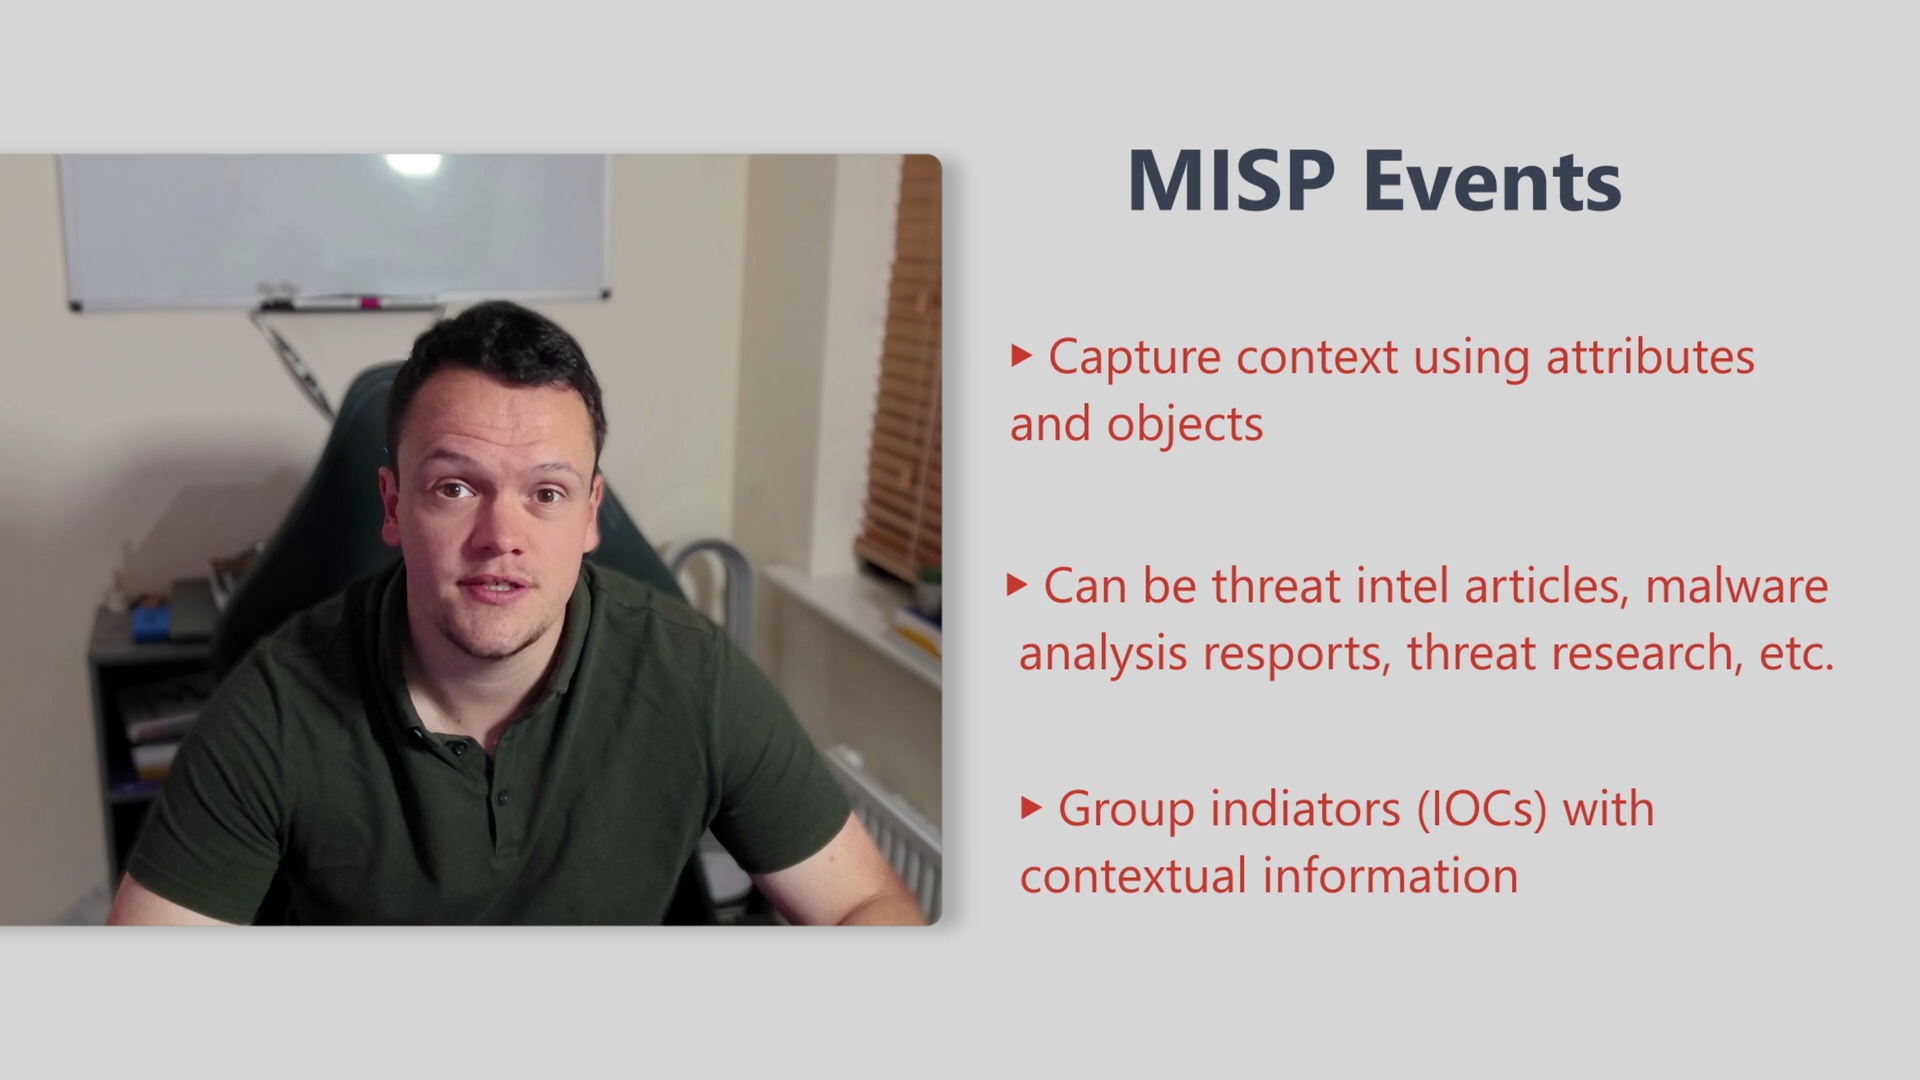 MISP Events
▶ Capture context using attributes
and objects
▶ Can be threat intel articles, malware
analysis resports, threat research, etc.
▶ Group indiators (IOCs) with
contextual information